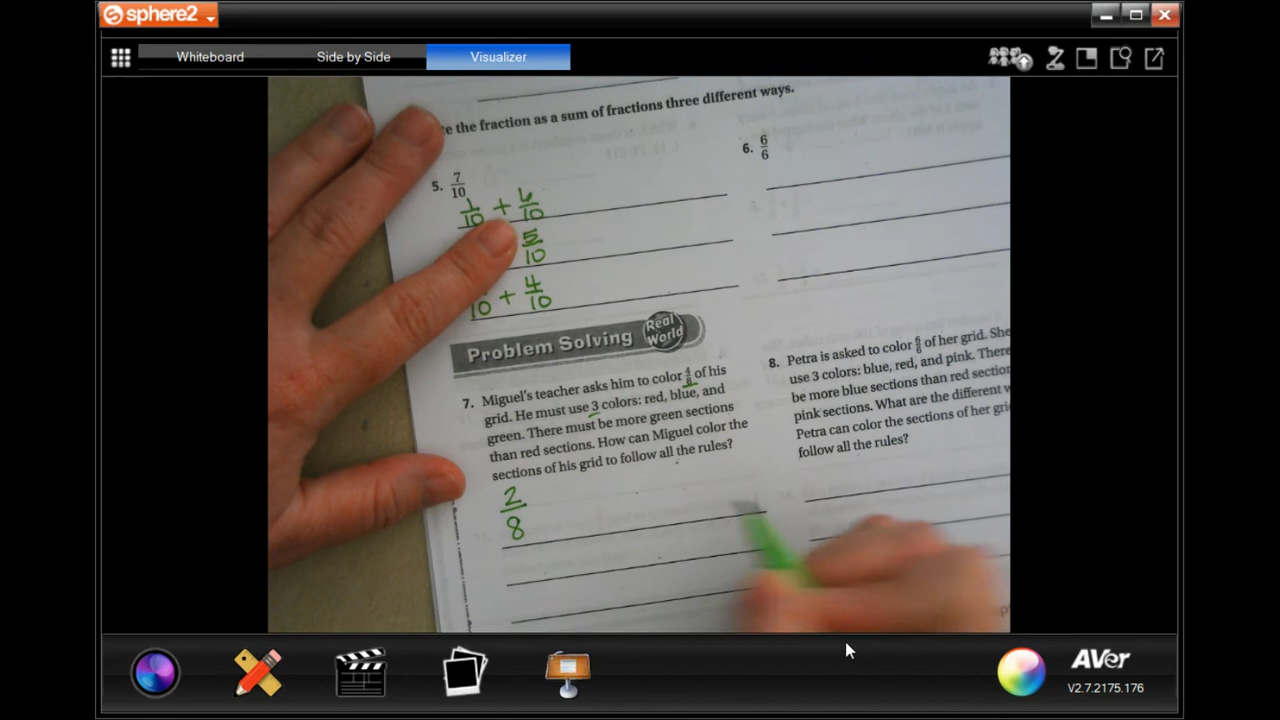 sphere2
Whiteboard Side by Side Visualizer
e the fraction as a sum of fractions three different ways.
5. 7/10
1/10 + 6/10
5/10
10 + 4/10
6. 6/6
Problem Solving Real World
7. Miguel's teacher asks him to color 4/8 of his
grid. He must use 3 colors: red, blue, and
green. There must be more green sections
than red sections. How can Miguel color the
sections of his grid to follow all the rules?
2/8
8. Petra is asked to color 6/6 of her grid. She
use 3 colors: blue, red, and pink. There
be more blue sections than red section
pink sections. What are the different w
Petra can color the sections of her gri
follow all the rules?
AVer
V2.7.2175.176